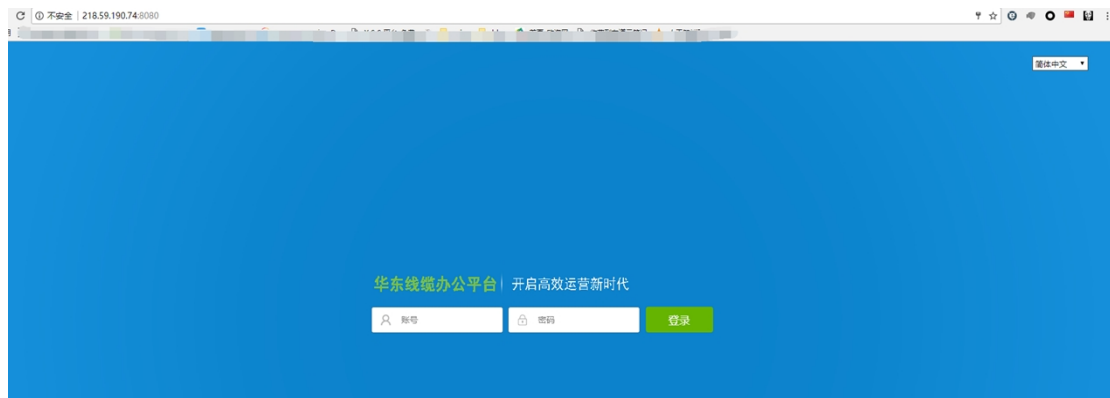 不安全 | 218.59.190.74:8080
简体中文
华东线缆办公平台 | 开启高效运营新时代
账号 密码 登录